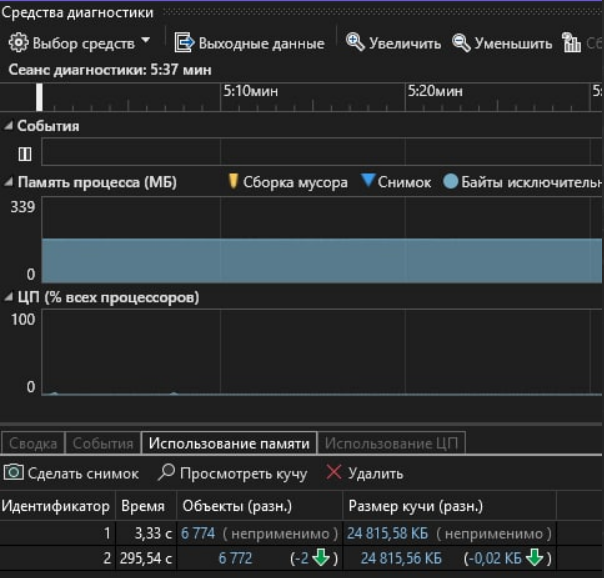 Средства диагностики
Выбор средств Выходные данные Увеличить Уменьшить
Сеанс диагностики: 5:37 мин
5:10мин 5:20мин 5:
События
Память процесса (МБ) Сборка мусора Снимок Байты исключительн
339
0
ЦП (% всех процессоров)
100
0
Сводка События Использование памяти Использование ЦП
Сделать снимок Просмотреть кучу Удалить
Идентификатор Время Объекты (разн.) Размер кучи (разн.)
1 3,33 с 6 774 (неприменимо) 24 815,58 КБ (неприменимо)
2 295,54 с 6 772 (-2) 24 815,56 КБ (-0,02 КБ)